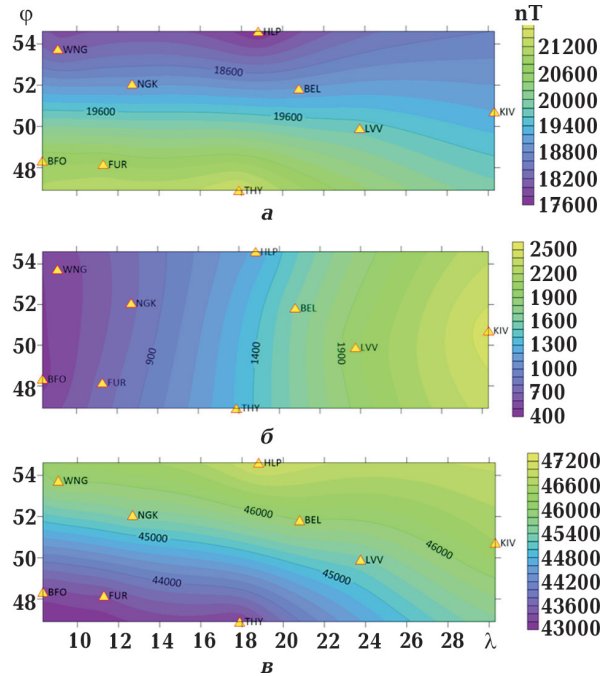 φ
nT
54
52
50
48
WNG
HLP
NGK
BEL
KIV
LVV
BFO
FUR
THY
18600
19600
19600
21200
20600
20000
19400
18800
18200
17600
а
54
52
50
48
WNG
HLP
NGK
BEL
KIV
LVV
BFO
FUR
THY
900
1400
1900
2500
2200
1900
1600
1300
1000
700
400
б
54
52
50
48
WNG
HLP
NGK
BEL
KIV
LVV
BFO
FUR
THY
46000
46000
45000
45000
44000
47200
46600
46000
45400
44800
44200
43600
43000
10 12 14 16 18 20 22 24 26 28 λ
в